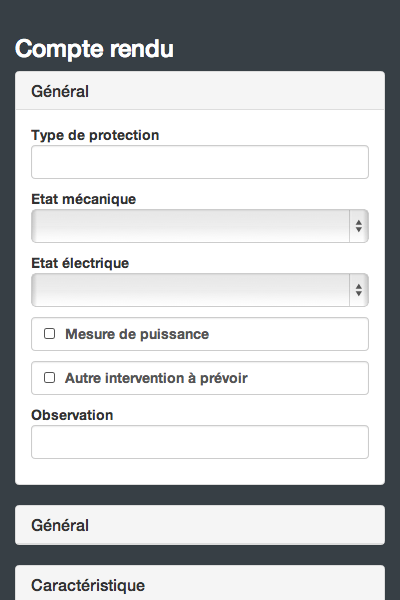 Compte rendu
Général
Type de protection
Etat mécanique
Etat électrique
Mesure de puissance
Autre intervention à prévoir
Observation
Général
Caractéristique